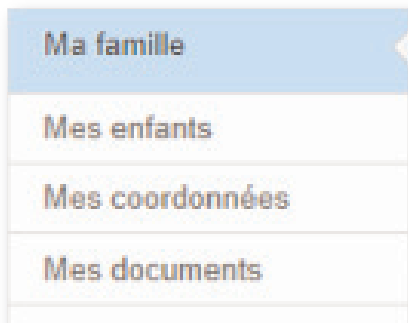 Ma famille
Mes enfants
Mes coordonnées
Mes documents